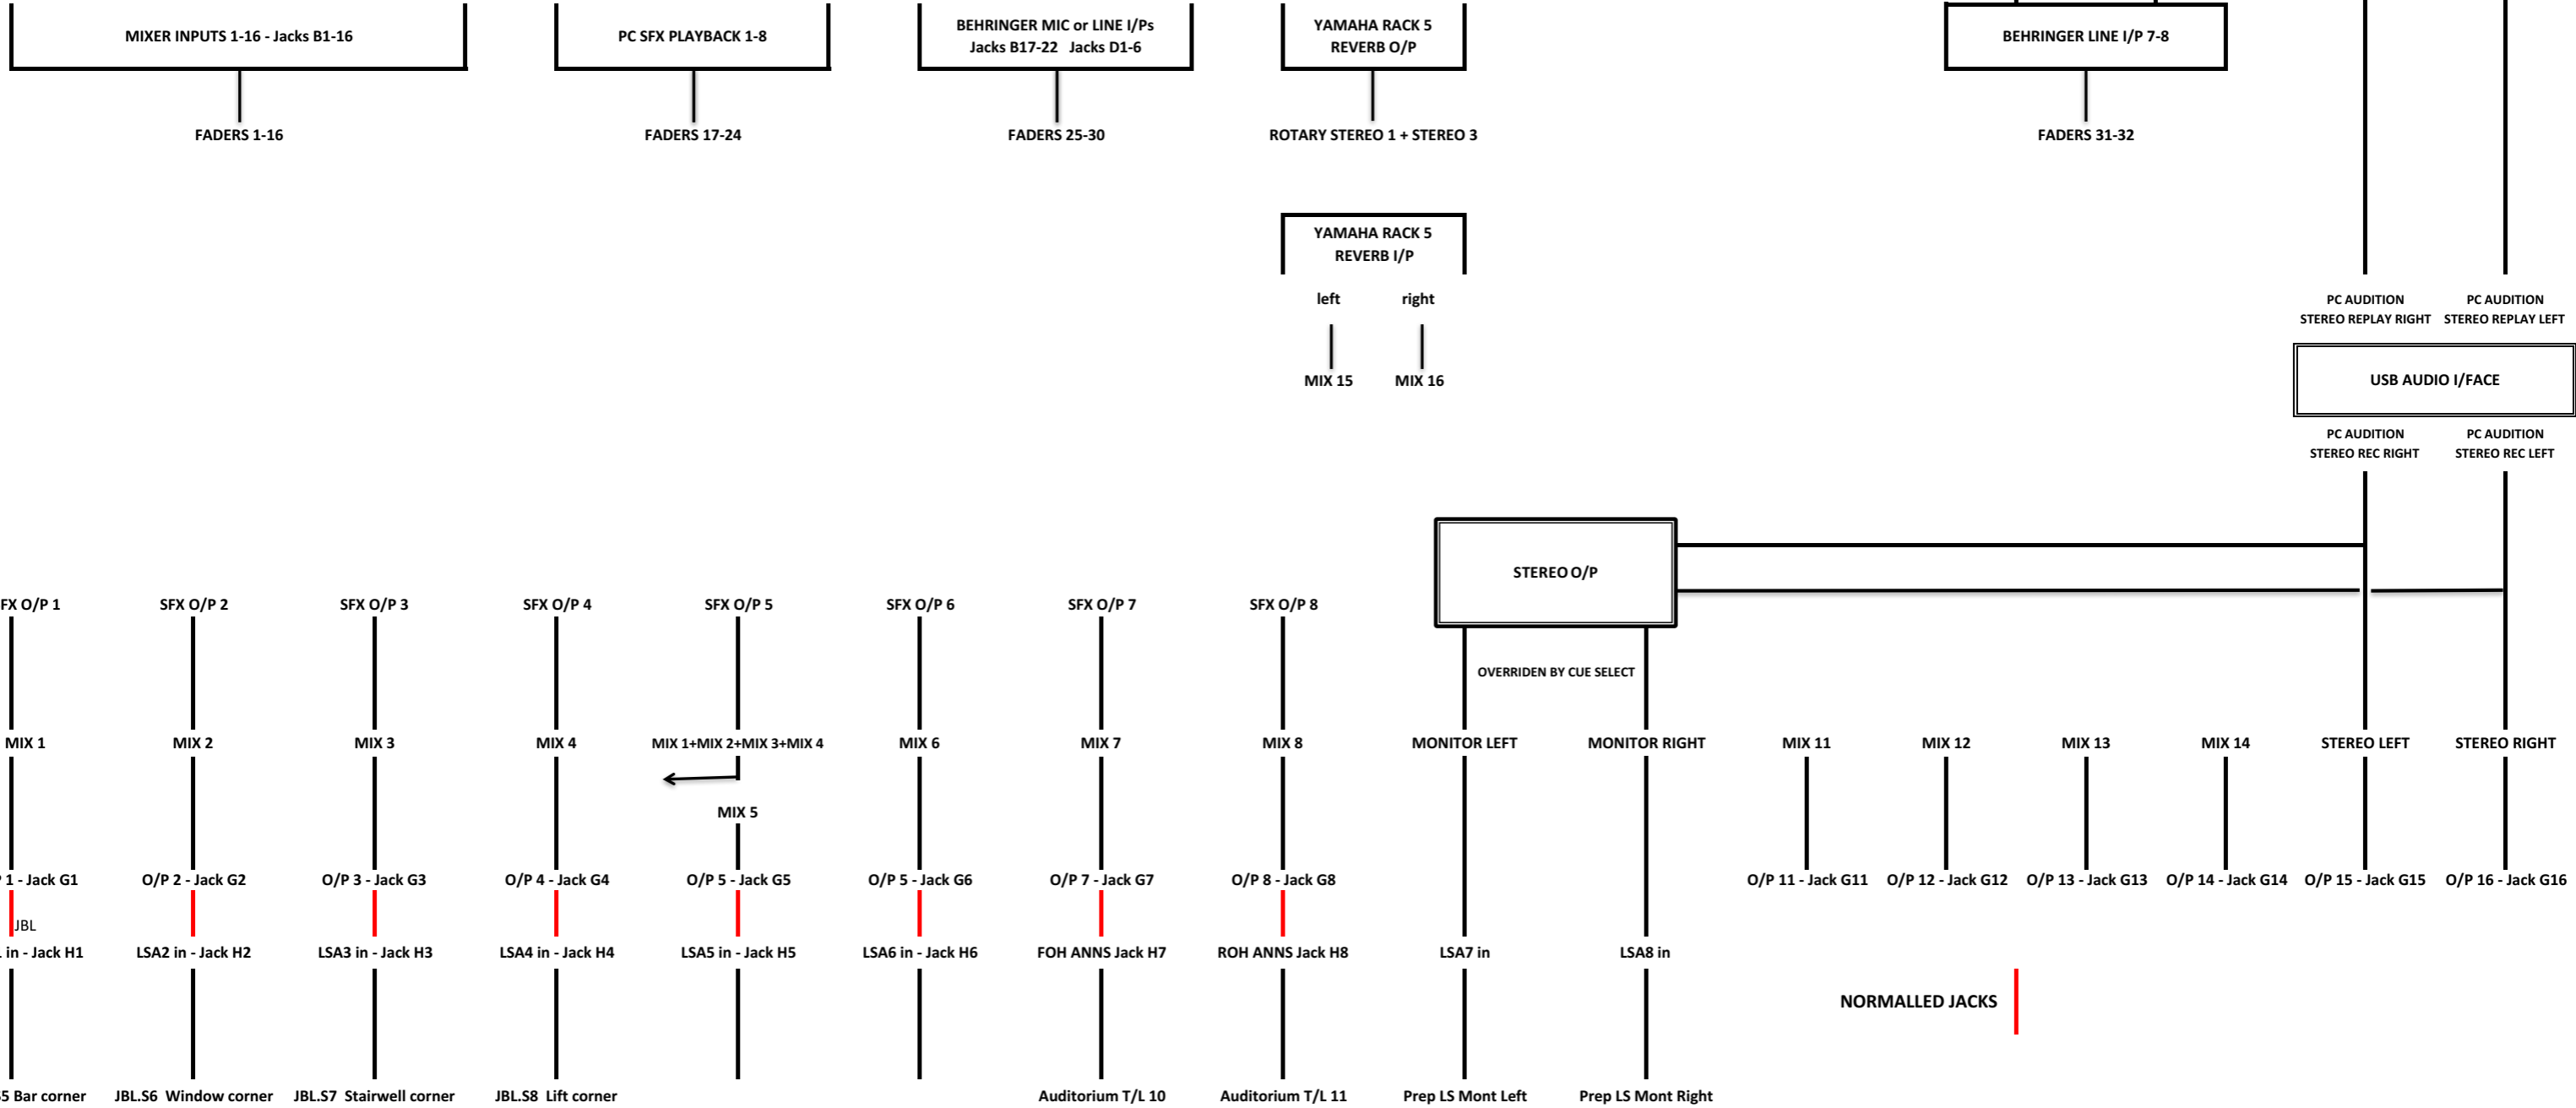 MIXER INPUTS 1-16 - Jacks B1-16
PC SFX PLAYBACK 1-8
BEHRINGER MIC or LINE I/Ps
Jacks B17-22 Jacks D1-6
YAMAHA RACK 5
REVERB O/P
BEHRINGER LINE I/P 7-8
FADERS 1-16
FADERS 17-24
FADERS 25-30
ROTARY STEREO 1 + STEREO 3
FADERS 31-32
YAMAHA RACK 5
REVERB I/P
left
right
MIX 15
MIX 16
PC AUDITION
STEREO REPLAY RIGHT
PC AUDITION
STEREO REPLAY LEFT
USB AUDIO I/FACE
PC AUDITION
STEREO REC RIGHT
PC AUDITION
STEREO REC LEFT
STEREO O/P
FX O/P 1
SFX O/P 2
SFX O/P 3
SFX O/P 4
SFX O/P 5
SFX O/P 6
SFX O/P 7
SFX O/P 8
OVERRIDEN BY CUE SELECT
MIX 1
MIX 2
MIX 3
MIX 4
MIX 1+MIX 2+MIX 3+MIX 4
MIX 6
MIX 7
MIX 8
MONITOR LEFT
MONITOR RIGHT
MIX 11
MIX 12
MIX 13
MIX 14
STEREO LEFT
STEREO RIGHT
MIX 5
1 - Jack G1
O/P 2 - Jack G2
O/P 3 - Jack G3
O/P 4 - Jack G4
O/P 5 - Jack G5
O/P 5 - Jack G6
O/P 7 - Jack G7
O/P 8 - Jack G8
O/P 11 - Jack G11
O/P 12 - Jack G12
O/P 13 - Jack G13
O/P 14 - Jack G14
O/P 15 - Jack G15
O/P 16 - Jack G16
JBL
in - Jack H1
LSA2 in - Jack H2
LSA3 in - Jack H3
LSA4 in - Jack H4
LSA5 in - Jack H5
LSA6 in - Jack H6
FOH ANNS Jack H7
ROH ANNS Jack H8
LSA7 in
LSA8 in
NORMALLED JACKS
5 Bar corner
JBL.S6 Window corner
JBL.S7 Stairwell corner
JBL.S8 Lift corner
Auditorium T/L 10
Auditorium T/L 11
Prep LS Mont Left
Prep LS Mont Right